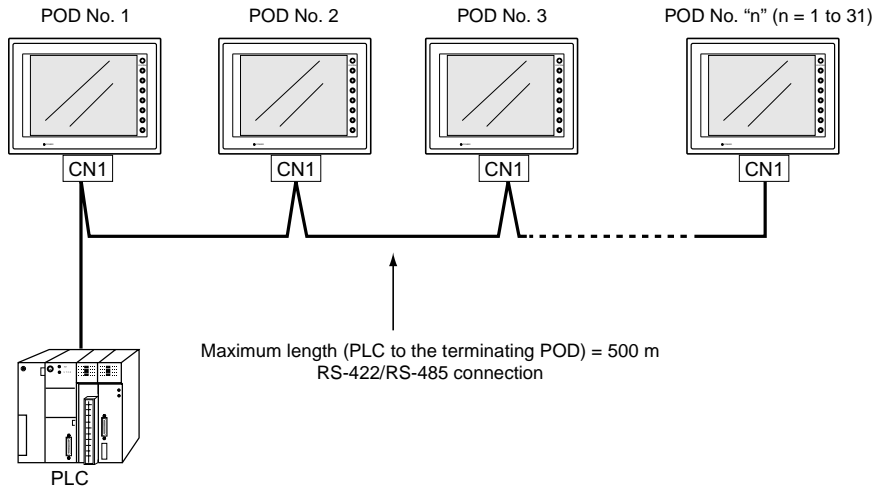 POD No. 1
POD No. 2
POD No. 3
POD No. “n” (n = 1 to 31)
CN1
CN1
CN1
CN1
Maximum length (PLC to the terminating POD) = 500 m
RS-422/RS-485 connection
PLC